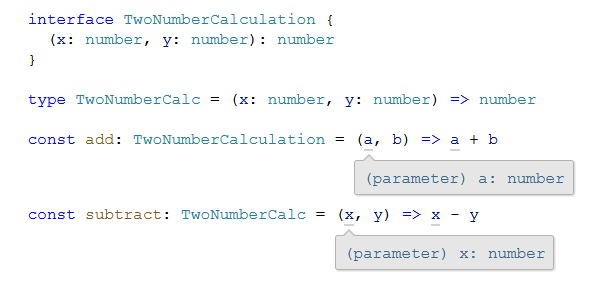 interface TwoNumberCalculation {
(x: number, y: number): number
}
type TwoNumberCalc = (x: number, y: number) => number
const add: TwoNumberCalculation = (a, b) => a + b
(parameter) a: number
const subtract: TwoNumberCalc = (x, y) => x - y
(parameter) x: number